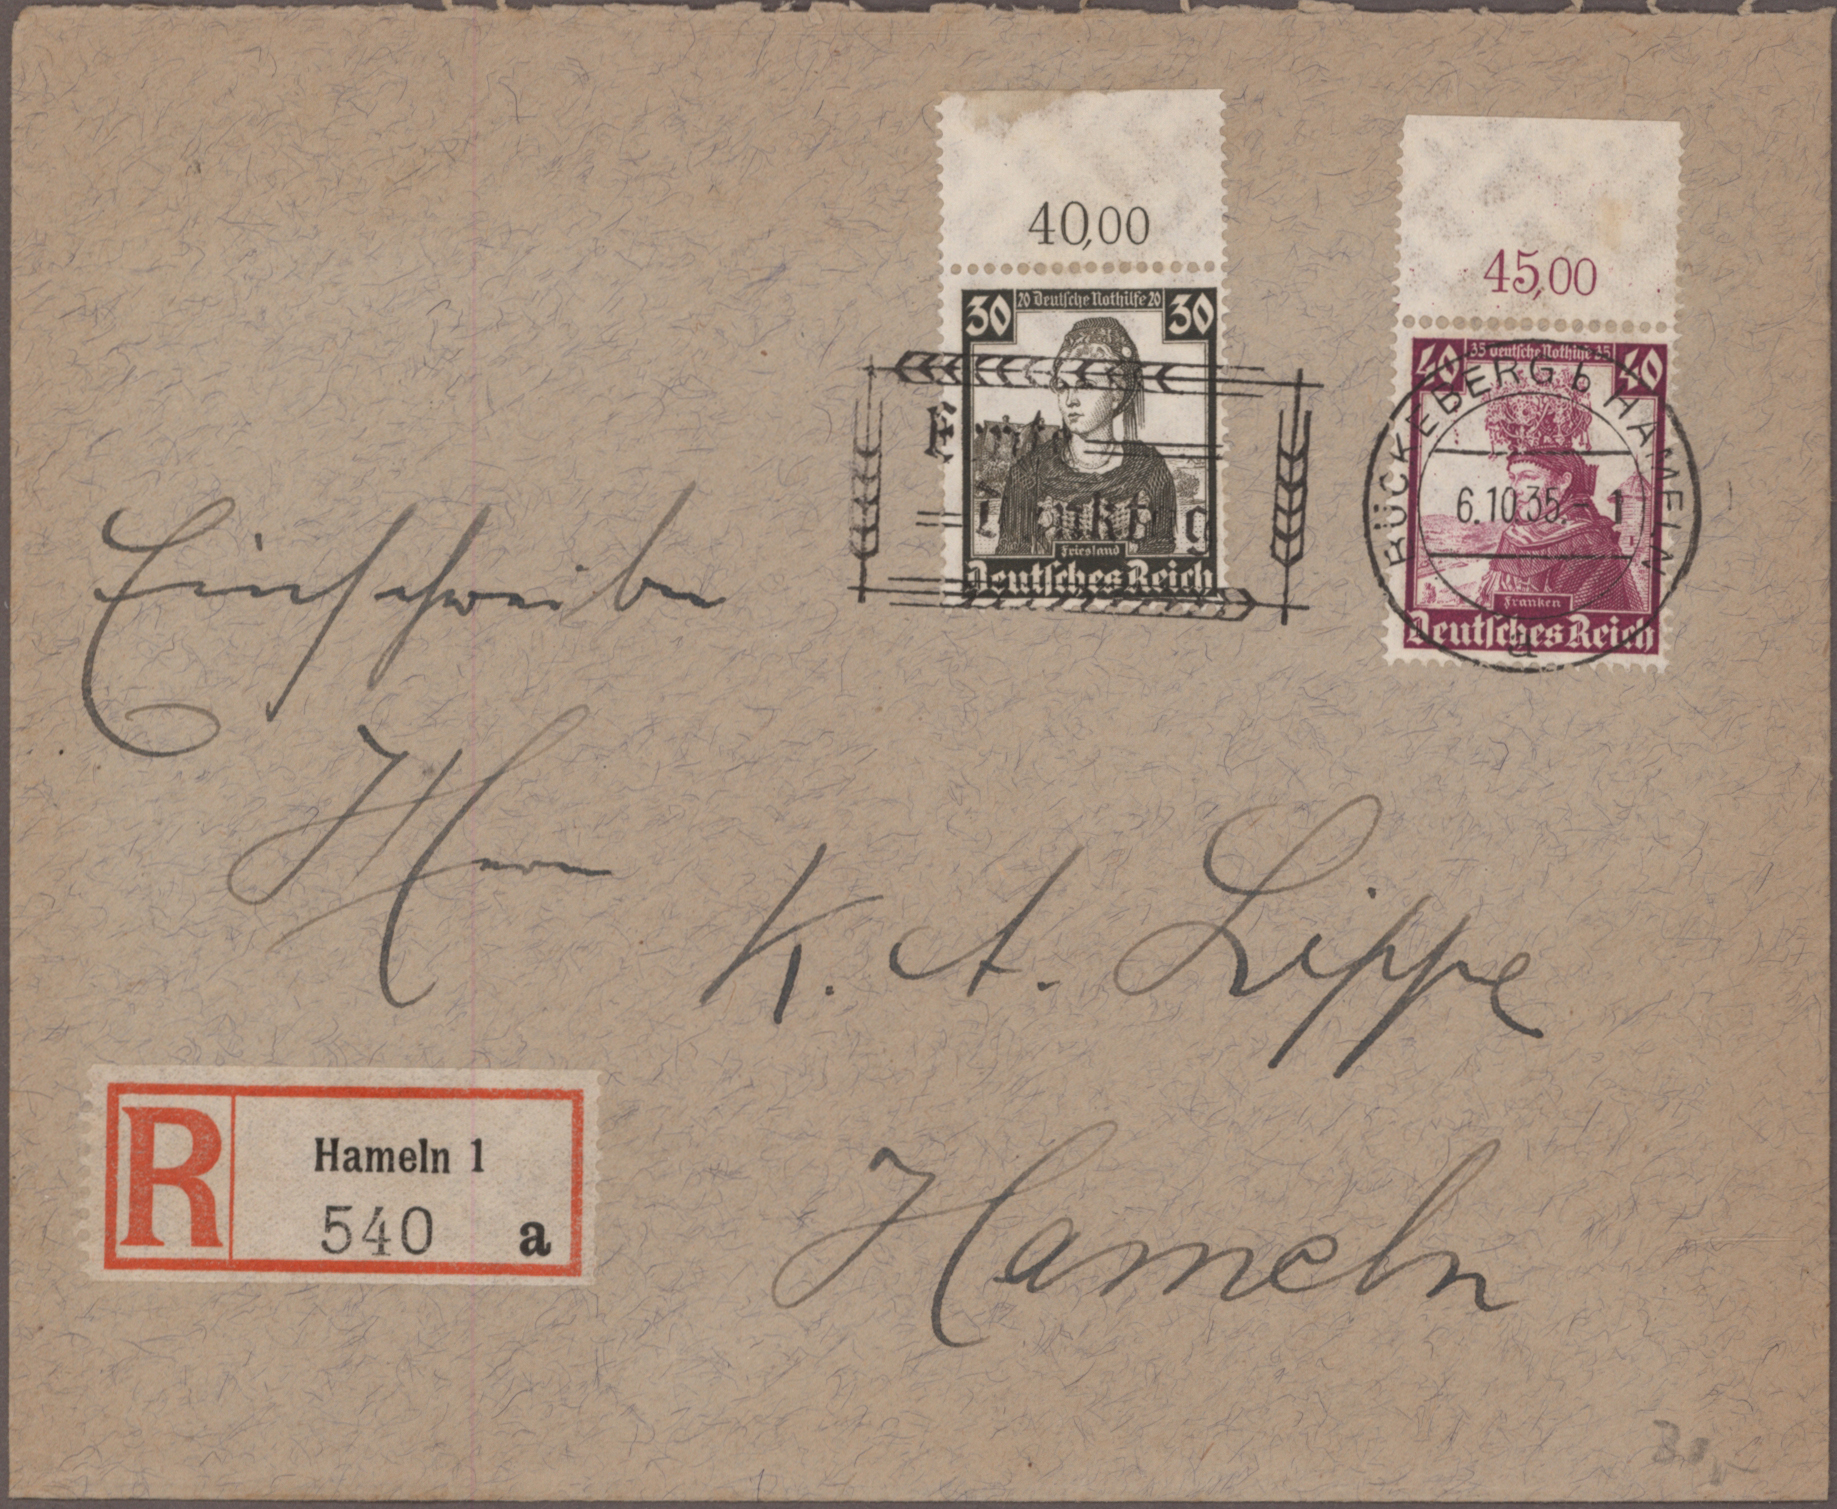 40,00
45,00
30 20 Deutsche Nothilfe 20 30
Friesland
Deutsches Reich
40 35 Deutsche Nothilfe 35 40
Franken
Deutsches Reich
BÜCKEBERG b HAMELN
6.10.35.- 1
a
Einschreiben
Herrn
K. A. Lippe
Hameln
R
Hameln 1
540 a